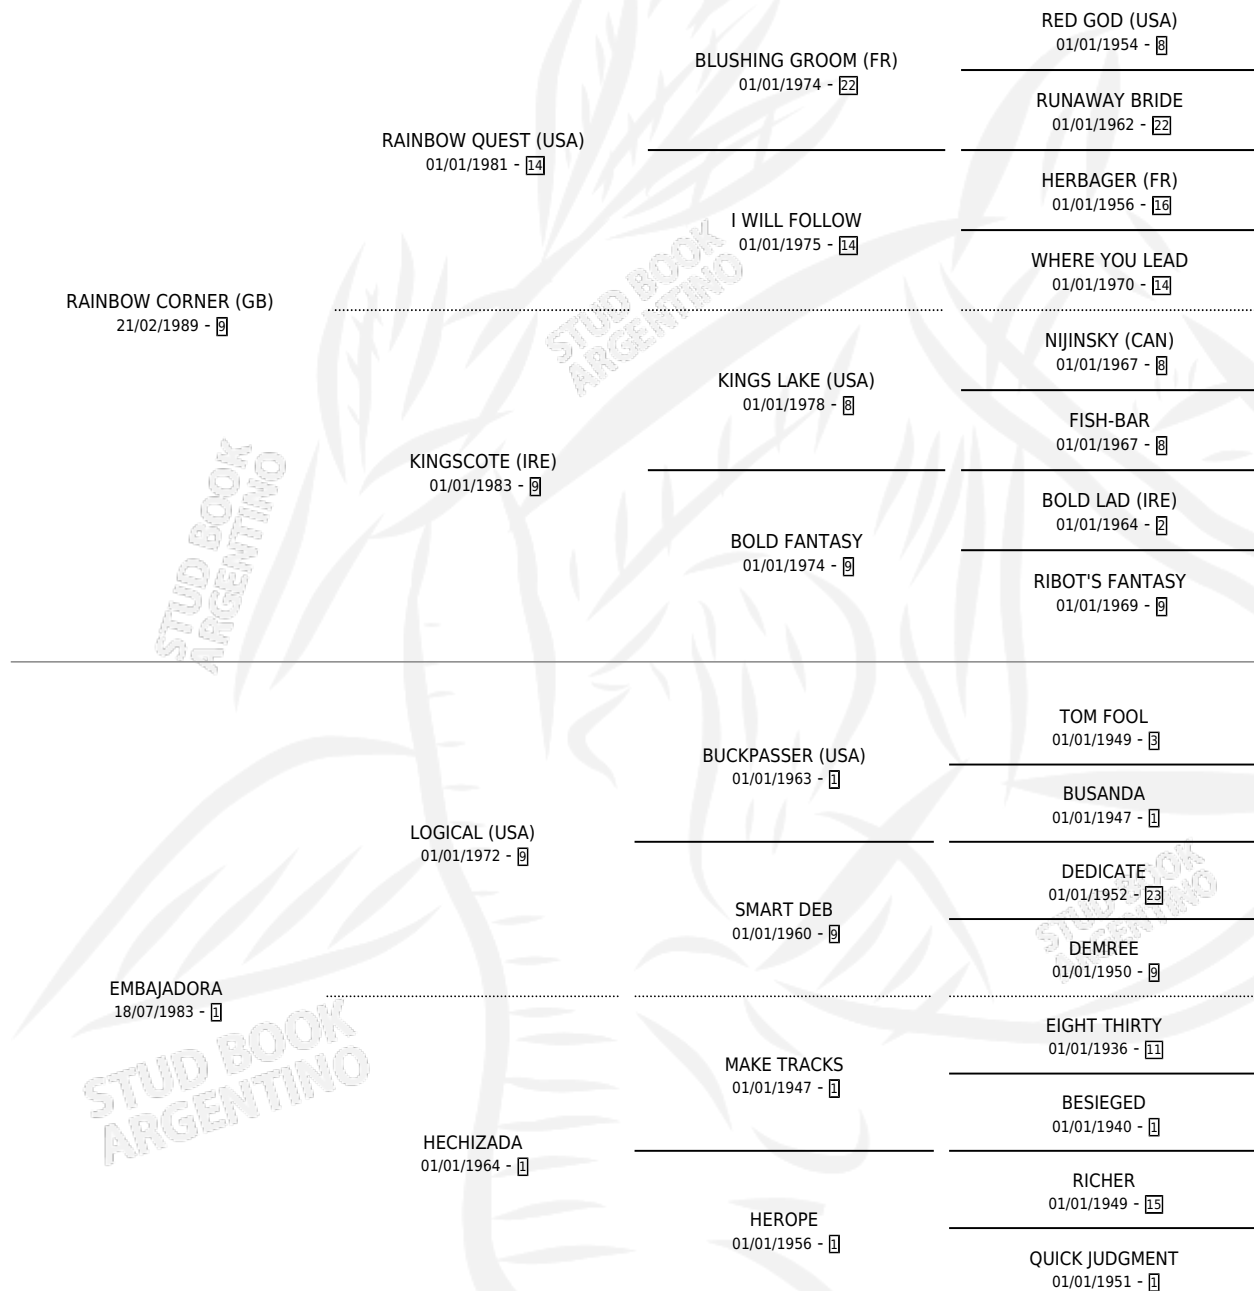 RED GOD (USA)
01/01/1954 - 8
BLUSHING GROOM (FR)
01/01/1974 - 22
RUNAWAY BRIDE
01/01/1962 - 22
RAINBOW QUEST (USA)
01/01/1981 - 14
HERBAGER (FR)
01/01/1956 - 16
I WILL FOLLOW
01/01/1975 - 14
WHERE YOU LEAD
01/01/1970 - 14
RAINBOW CORNER (GB)
21/02/1989 - 9
STUD BOOK
ARGENTINO
NIJINSKY (CAN)
01/01/1967 - 8
KINGS LAKE (USA)
01/01/1978 - 8
FISH-BAR
01/01/1967 - 8
KINGSCOTE (IRE)
01/01/1983 - 9
BOLD LAD (IRE)
01/01/1964 - 2
BOLD FANTASY
01/01/1974 - 9
RIBOT'S FANTASY
01/01/1969 - 9
STUD BOOK
ARGENTINO
TOM FOOL
01/01/1949 - 3
BUCKPASSER (USA)
01/01/1963 - 1
BUSANDA
01/01/1947 - 1
LOGICAL (USA)
01/01/1972 - 9
DEDICATE
01/01/1952 - 23
SMART DEB
01/01/1960 - 9
DEMREE
01/01/1950 - 9
STUD BOOK
ARGENTINO
EMBAJADORA
18/07/1983 - 1
EIGHT THIRTY
01/01/1936 - 11
MAKE TRACKS
01/01/1947 - 1
BESIEGED
01/01/1940 - 1
STUD BOOK
ARGENTINO
HECHIZADA
01/01/1964 - 1
RICHER
01/01/1949 - 15
HEROPE
01/01/1956 - 1
QUICK JUDGMENT
01/01/1951 - 1